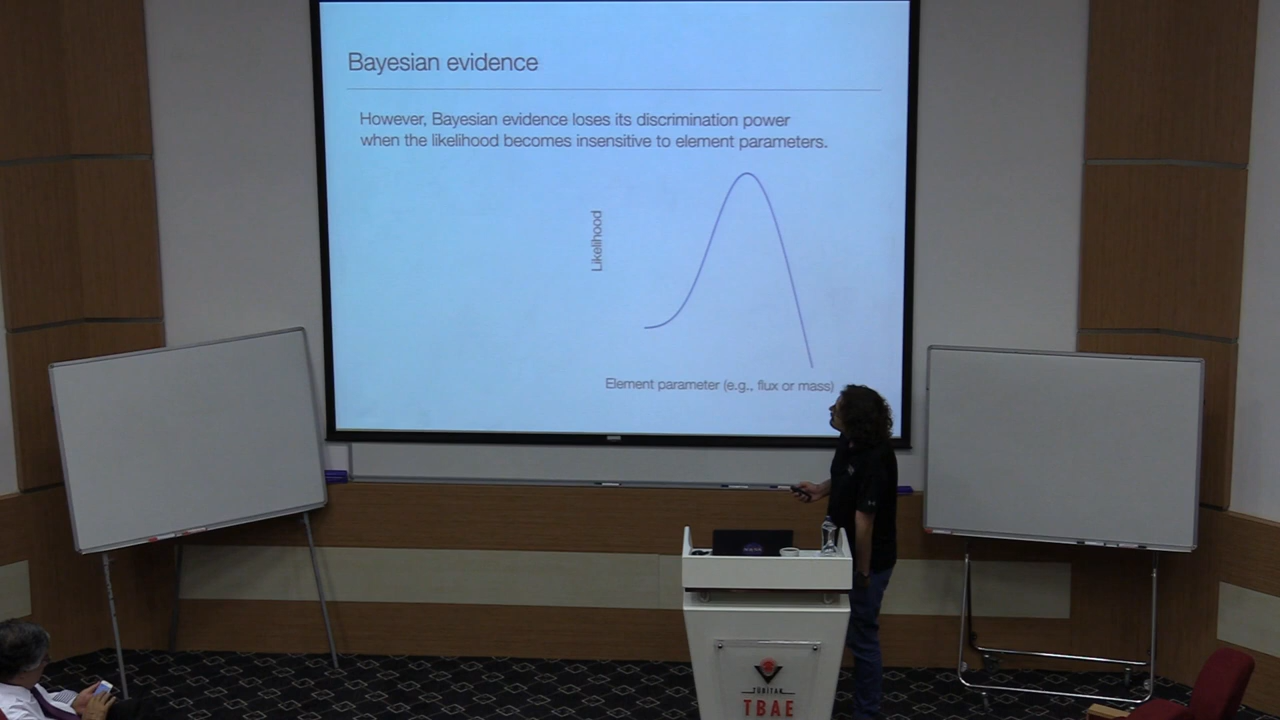 Bayesian evidence
However, Bayesian evidence loses its discrimination power
when the likelihood becomes insensitive to element parameters.
Likelihood
Element parameter (e.g., flux or mass)
TÜBİTAK
TBAE